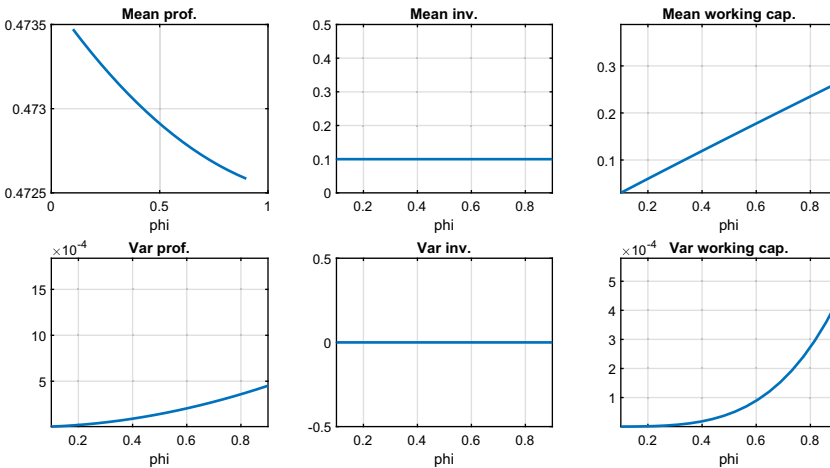 Mean prof.
0.4735
0.473
0.4725
0 0.5 1
phi
Mean inv.
0.5
0.4
0.3
0.2
0.1
0
0.2 0.4 0.6 0.8
phi
Mean working cap.
0.3
0.2
0.1
0.2 0.4 0.6 0.8
phi
Var prof.
×10-4
15
10
5
0.2 0.4 0.6 0.8
phi
Var inv.
0.5
0
-0.5
0.2 0.4 0.6 0.8
phi
Var working cap.
×10-4
5
4
3
2
1
0.2 0.4 0.6 0.8
phi